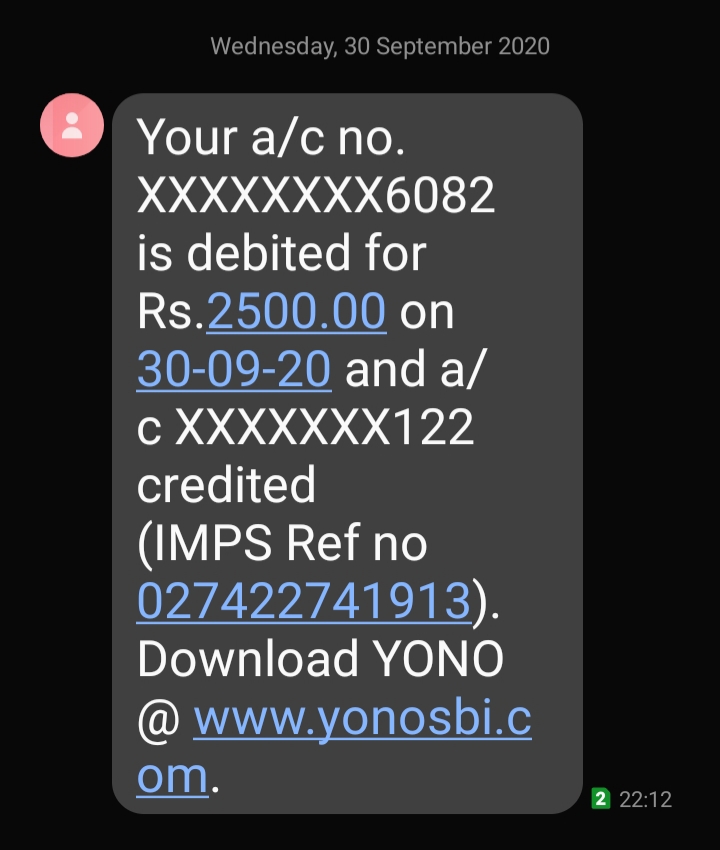 Wednesday, 30 September 2020
Your a/c no.
XXXXXXXX6082
is debited for
Rs.2500.00 on
30-09-20 and a/
c XXXXXXX122
credited
(IMPS Ref no
027422741913).
Download YONO
@ www.yonosbi.c
om.
2 22:12